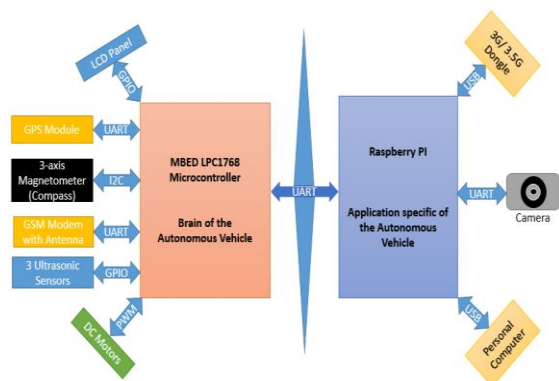 LCD Panel
GPIO
GPS Module
UART
3-axis
Magnetometer
(Compass)
I2C
GSM Modem
with Antenna
UART
3 Ultrasonic
Sensors
GPIO
DC Motors
PWM
MBED LPC1768
Microcontroller
Brain of the
Autonomous Vehicle
UART
Raspberry PI
Application specific of
the Autonomous
Vehicle
3G/ 3.5G
Dongle
USB
UART
Camera
USB
Personal
Computer